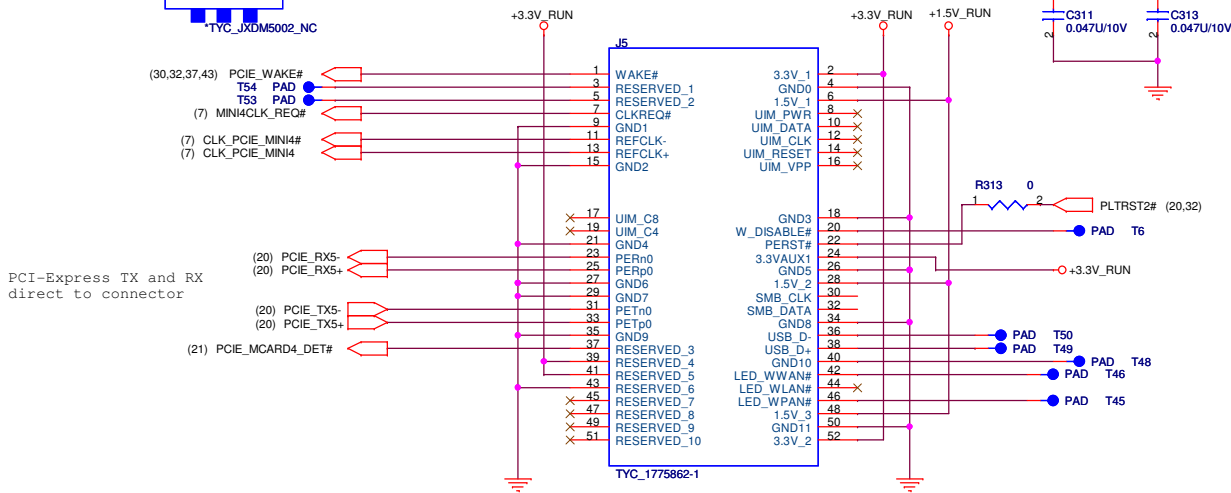 *TYC_JXDM5002_NC
+3.3V_RUN
+3.3V_RUN
+1.5V_RUN
C311
0.047U/10V
2
C313
0.047U/10V
2
J5
(30,32,37,43) PCIE_WAKE# 1 WAKE#
T54 PAD 3 RESERVED_1
T53 PAD 5 RESERVED_2
(7) MINI4CLK_REQ# 7 CLKREQ#
9 GND1
(7) CLK_PCIE_MINI4# 11 REFCLK-
(7) CLK_PCIE_MINI4 13 REFCLK+
15 GND2
17 UIM_C8
19 UIM_C4
21 GND4
(20) PCIE_RX5- 23 PERn0
(20) PCIE_RX5+ 25 PERp0
27 GND6
29 GND7
(20) PCIE_TX5- 31 PETn0
(20) PCIE_TX5+ 33 PETp0
35 GND9
(21) PCIE_MCARD4_DET# 37 RESERVED_3
39 RESERVED_4
41 RESERVED_5
43 RESERVED_6
45 RESERVED_7
47 RESERVED_8
49 RESERVED_9
51 RESERVED_10
3.3V_1 2
GND0 4
1.5V_1 6
UIM_PWR 8
UIM_DATA 10
UIM_CLK 12
UIM_RESET 14
UIM_VPP 16
GND3 18
W_DISABLE# 20 PAD T6
PERST# 22
3.3VAUX1 24
GND5 26
1.5V_2 28
SMB_CLK 30
SMB_DATA 32
GND8 34
USB_D- 36 PAD T50
USB_D+ 38 PAD T49
GND10 40 PAD T48
LED_WWAN# 42 PAD T46
LED_WLAN# 44
LED_WPAN# 46 PAD T45
1.5V_3 48
GND11 50
3.3V_2 52
R313 0
1 2 PLTRST2# (20,32)
+3.3V_RUN
PCI-Express TX and RX
direct to connector
TYC_1775862-1